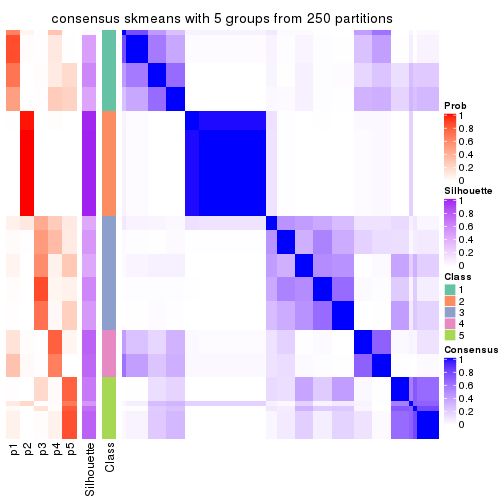 consensus skmeans with 5 groups from 250 partitions
Prob
1
0.8
0.6
0.4
0.2
0
Silhouette
1
0.8
0.6
0.4
0.2
0
Class
1
2
3
4
5
Consensus
1
0.8
0.6
0.4
0.2
0
p1
p2
p3
p4
p5
Silhouette
Class